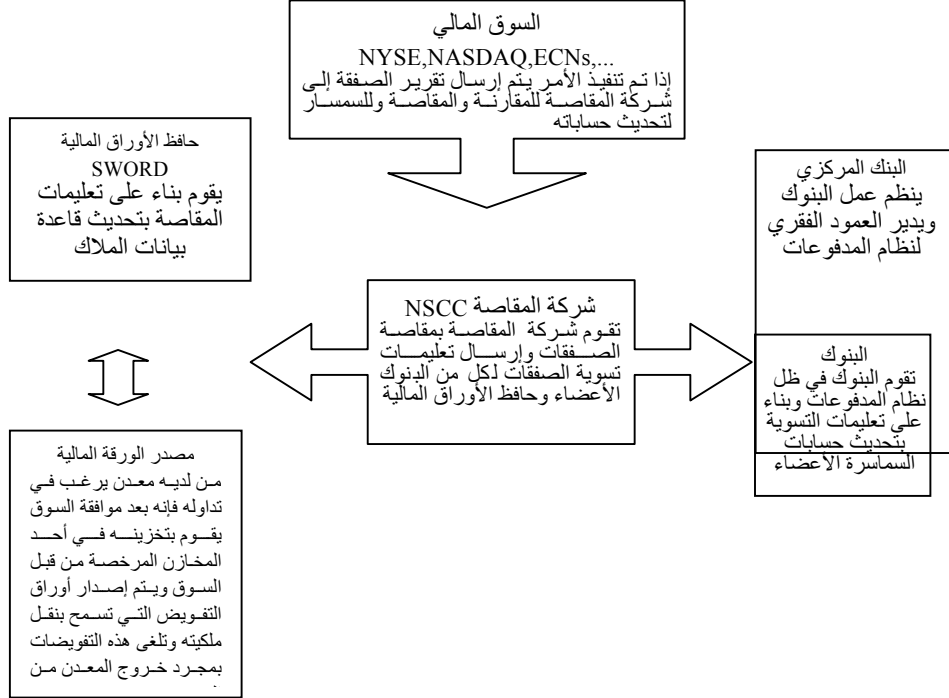 السوق المالي
NYSE,NASDAQ,ECNs,...
إذا تم تنفيذ الأمر يتم إرسال تقرير الصفقة إلى
شركة المقاصة للمقارنة والمقاصة وللسمسار
لتحديث حساباته
حافظ الأوراق المالية
SWORD
يقوم بناء على تعليمات
المقاصة بتحديث قاعدة
بيانات الملاك
البنك المركزي
ينظم عمل البنوك
ويدير العمود الفقري
لنظام المدفوعات
شركة المقاصة NSCC
تقوم شركة المقاصة بمقاصة
الصفقات وإرسال تعليمات
تسوية الصفقات لكل من البنوك
الأعضاء وحافظ الأوراق المالية
البنوك
تقوم البنوك في ظل
نظام المدفوعات وبناء
على تعليمات التسوية
بتحديث حسابات
السماسرة الأعضاء
مصدر الورقة المالية
من لديه معدن يرغب في
تداوله فإنه بعد موافقة السوق
يقوم بتخزينه في أحد
المخازن المرخصة من قبل
السوق ويتم إصدار أوراق
التفويض التي تسمح بنقل
ملكيته وتلغى هذه التفويضات
بمجرد خروج المعدن من